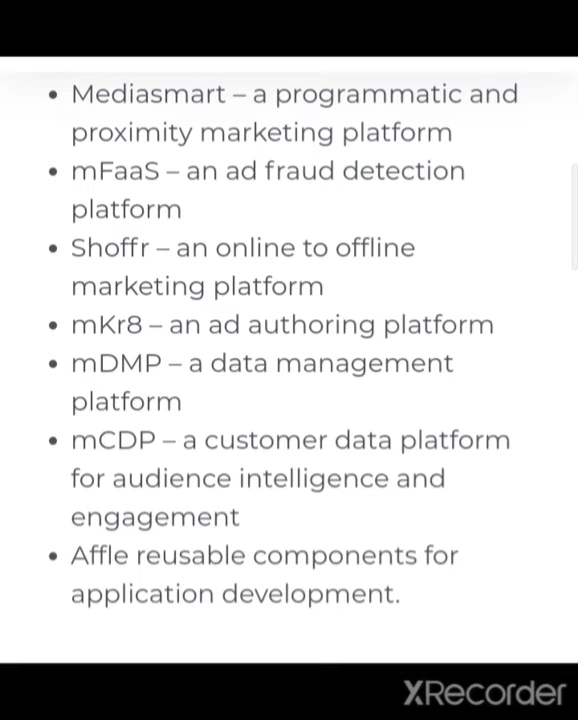 • Mediasmart – a programmatic and
proximity marketing platform
• mFaaS – an ad fraud detection
platform
• Shoffr – an online to offline
marketing platform
• mKr8 – an ad authoring platform
• mDMP – a data management
platform
• mCDP – a customer data platform
for audience intelligence and
engagement
• Affle reusable components for
application development.
XRecorder